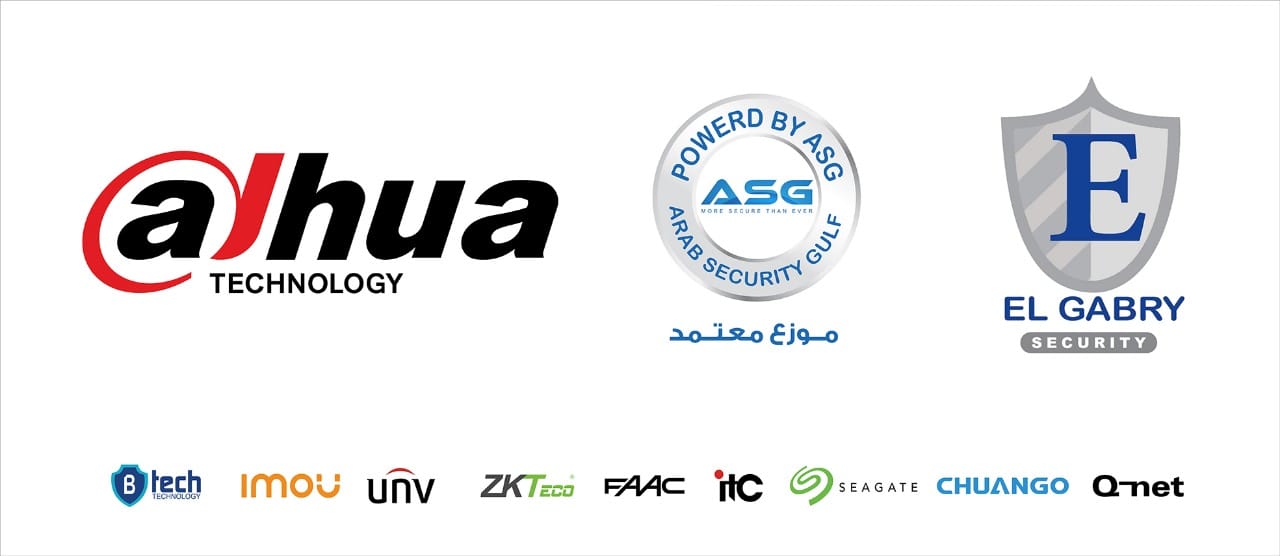 alhua
TECHNOLOGY
POWERD BY ASG
ASG
MORE SECURE THAN EVER
ARAB SECURITY GULF
موزع معتمد
E
EL GABRY
SECURITY
B tech
TECHNOLOGY
imou
unv
ZKTeco®
FAAC
itc
SEAGATE
CHUANGO
Q-net